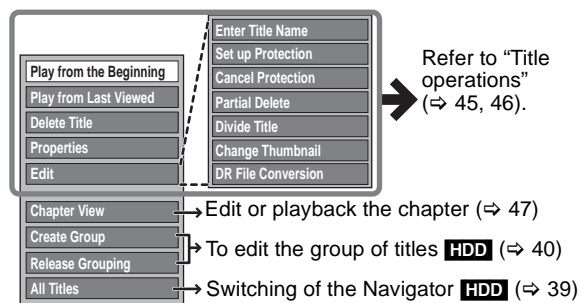 Play from the Beginning
Play from Last Viewed
Delete Title
Properties
Edit
Enter Title Name
Set up Protection
Cancel Protection
Partial Delete
Divide Title
Change Thumbnail
DR File Conversion
Refer to “Title
operations”
(⇨ 45, 46).
Chapter View
Create Group
Release Grouping
All Titles
Edit or playback the chapter (⇨ 47)
To edit the group of titles HDD (⇨ 40)
Switching of the Navigator HDD (⇨ 39)